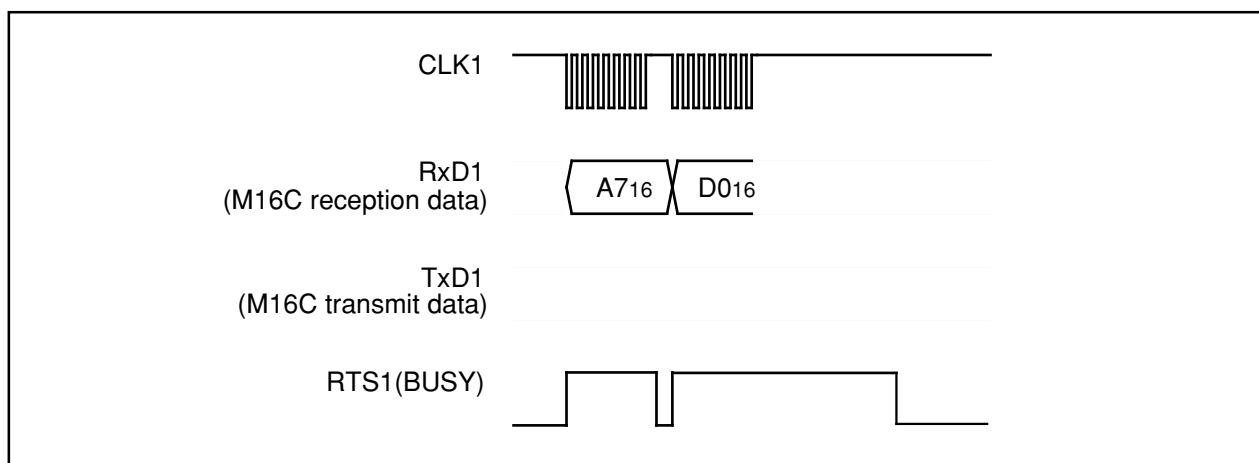 CLK1
RxD1
(M16C reception data)
A716
D016
TxD1
(M16C transmit data)
RTS1(BUSY)